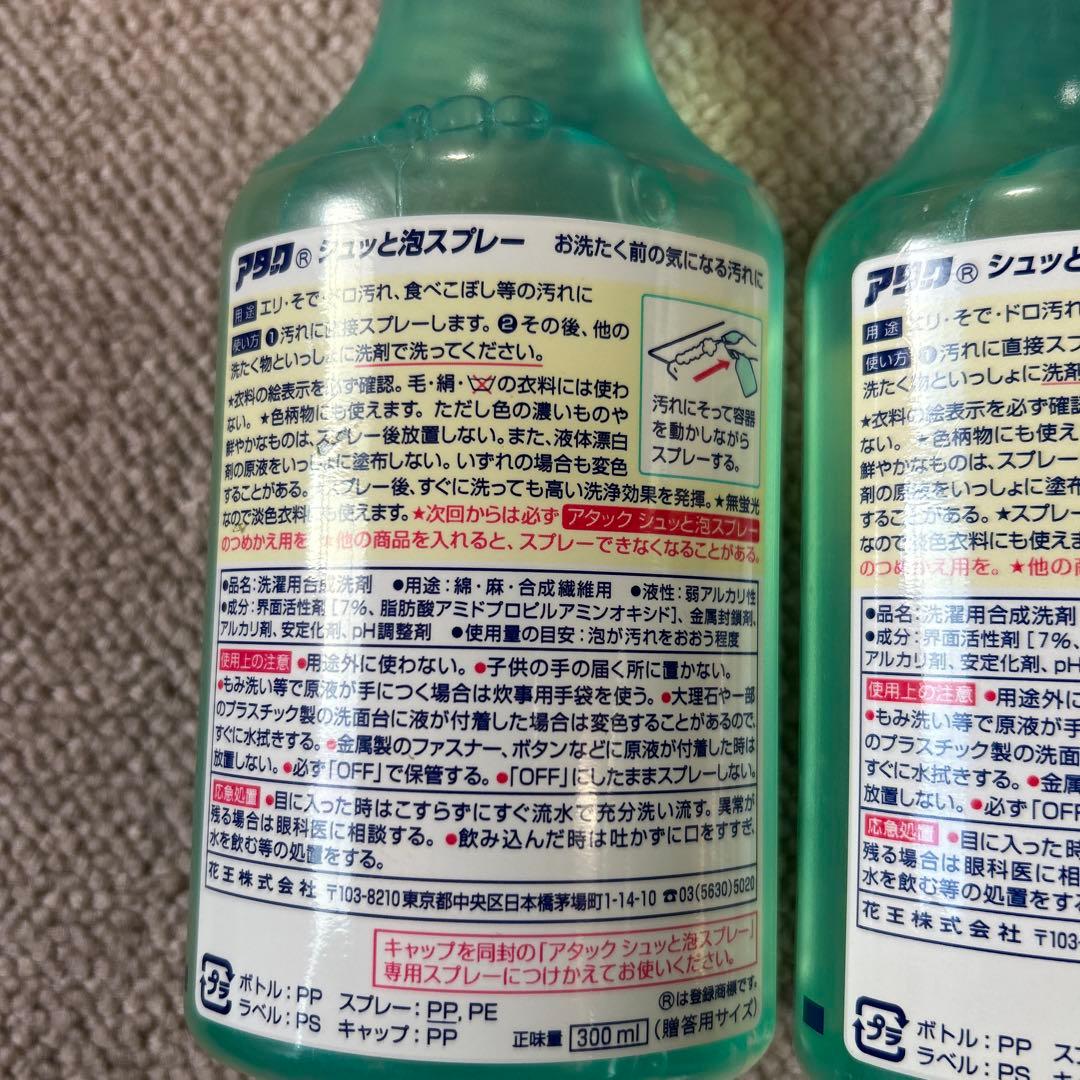 アタック® シュッと泡スプレー お洗たく前の気になる汚れに
用途 エリ・そで・ドロ汚れ、食べこぼし等の汚れに
使い方 ❶汚れに直接スプレーします。❷その後、他の
洗たく物といっしょに洗剤で洗ってください。
★衣料の絵表示を必ず確認。毛・絹・の衣料には使わ
ない。★色柄物にも使えます。ただし色の濃いものや
鮮やかなものは、スプレー後放置しない。また、液体漂白
剤の原液をいっしょに塗布しない。いずれの場合も変色
することがある。★スプレー後、すぐに洗っても高い洗浄効果を発揮。★無蛍光
なので淡色衣料にも使えます。★次回からは必ず アタック シュッと泡スプレー
のつめかえ用を。★他の商品を入れると、スプレーできなくなることがある。
汚れにそって容器
を動かしながら
スプレーする。
●品名:洗濯用合成洗剤 ●用途:綿・麻・合成繊維用 ●液性:弱アルカリ性
●成分:界面活性剤[7%、脂肪酸アミドプロピルアミンオキシド]、金属封鎖剤、
アルカリ剤、安定化剤、pH調整剤 ●使用量の目安:泡が汚れをおおう程度
使用上の注意 ●用途外に使わない。●子供の手の届く所に置かない。
●もみ洗い等で原液が手につく場合は炊事用手袋を使う。●大理石や一部
のプラスチック製の洗面台に液が付着した場合は変色することがあるので、
すぐに水拭きする。●金属製のファスナー、ボタンなどに原液が付着した時は
放置しない。●必ず「OFF」で保管する。●「OFF」にしたままスプレーしない。
応急処置 ●目に入った時はこすらずにすぐ流水で充分洗い流す。異常が
残る場合は眼科医に相談する。●飲み込んだ時は吐かずに口をすすぎ、
水を飲む等の処置をする。
花王株式会社 〒103-8210東京都中央区日本橋茅場町1-14-10 ☎03(5630)5020
キャップを同封の「アタック シュッと泡スプレー」
専用スプレーにつけかえてお使いください。
®は登録商標です。
プラ ボトル:PP スプレー:PP, PE
ラベル:PS キャップ:PP 正味量 300ml (贈答用サイズ)
アタック® シュッと
用途 エリ・そで・ドロ汚れ
使い方 ❶汚れに直接スプ
洗たく物といっしょに洗剤
★衣料の絵表示を必ず確認
ない。★色柄物にも使え
鮮やかなものは、スプレー
剤の原液をいっしょに塗布
することがある。★スプレー
なので淡色衣料にも使えま
のつめかえ用を。★他の商
●品名:洗濯用合成洗剤
●成分:界面活性剤[7%、
アルカリ剤、安定化剤、pH
使用上の注意 ●用途外に
●もみ洗い等で原液が手
のプラスチック製の洗面
すぐに水拭きする。●金属
放置しない。●必ず「OFF
応急処置 ●目に入った時
残る場合は眼科医に相
水を飲む等の処置をす
花王株式会社 〒103-
プラ ボトル:PP ス
ラベル:PS